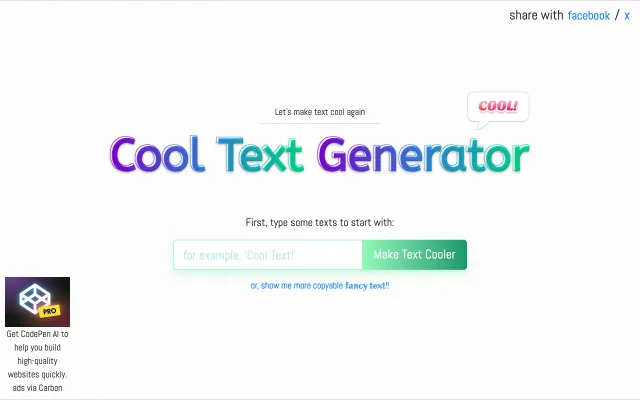 share with facebook / x
COOL!
Let's make text cool again
Cool Text Generator
First, type some texts to start with:
for example, 'Cool Text!'
Make Text Cooler
or, show me more copyable fancy text!!
PRO
Get CodePen AI to
help you build
high-quality
websites quickly.
ads via Carbon